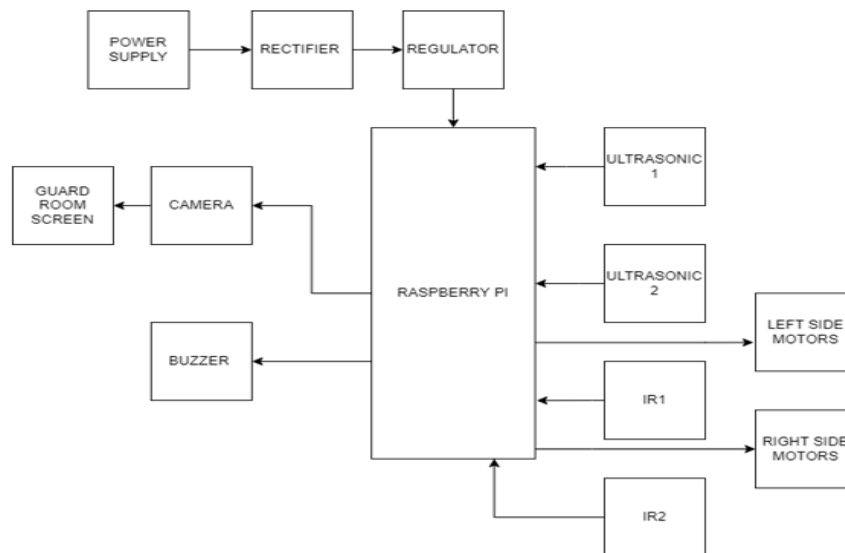 POWER
SUPPLY
RECTIFIER
REGULATOR
ULTRASONIC
1
GUARD
ROOM
SCREEN
CAMERA
ULTRASONIC
2
RASPBERRY PI
LEFT SIDE
MOTORS
BUZZER
IR1
RIGHT SIDE
MOTORS
IR2